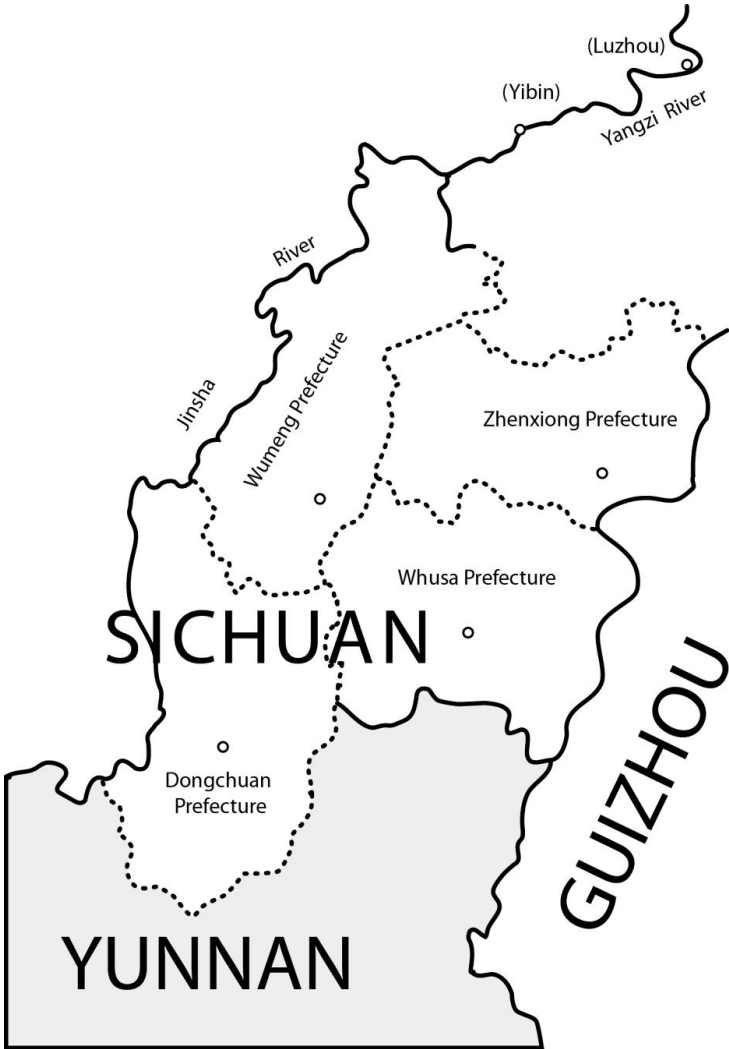 (Luzhou)
(Yibin)
Yangzi River
River
Jinsha
Wumeng Prefecture
Zhenxiong Prefecture
Whusa Prefecture
SICHUAN
GUIZHOU
Dongchuan
Prefecture
YUNNAN